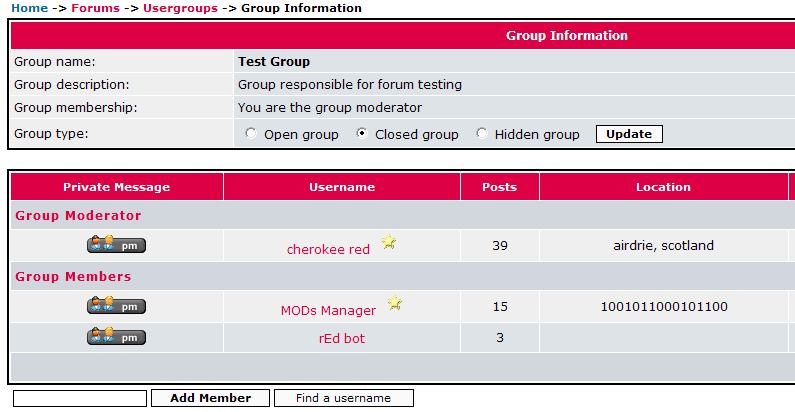 Home -> Forums -> Usergroups -> Group Information
Group Information
Group name: Test Group
Group description: Group responsible for forum testing
Group membership: You are the group moderator
Group type: Open group Closed group Hidden group Update
Private Message Username Posts Location
Group Moderator
pm cherokee red 39 airdrie, scotland
Group Members
pm MODs Manager 15 1001011000101100
pm rEd bot 3
Add Member Find a username